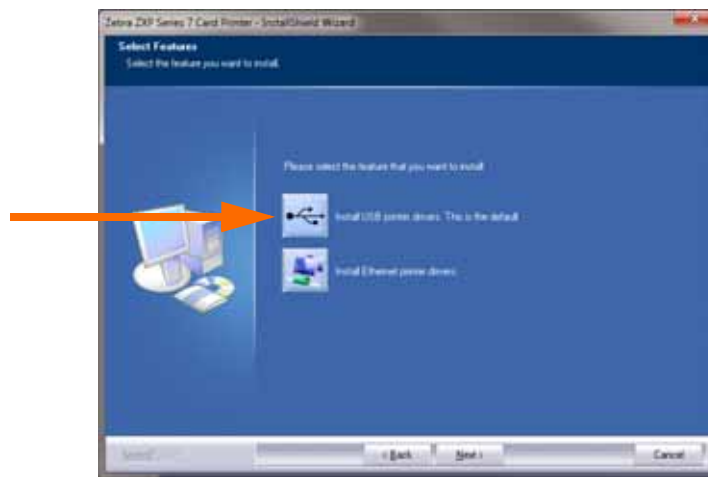 Zebra ZXP Series 7 Card Printer - InstallShield Wizard
Select Features
Select the feature you want to install.
Please select the feature that you want to install
Install USB printer drivers. This is the default
Install Ethernet printer drivers.
< Back
Next >
Cancel